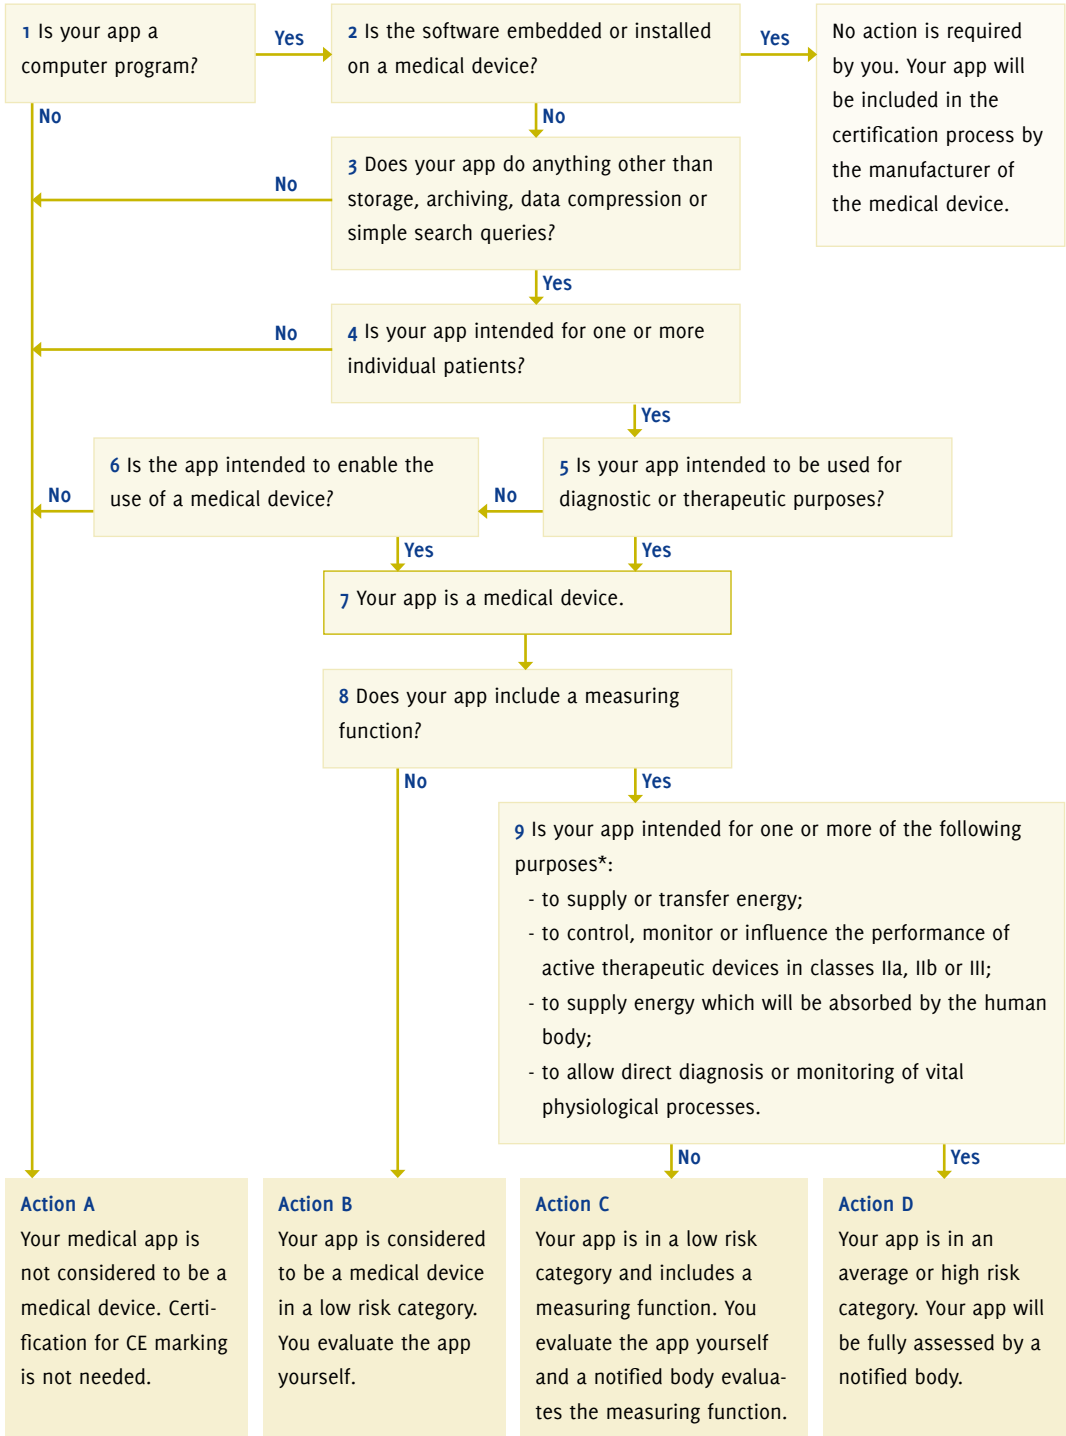 1 Is your app a
computer program?
Yes
2 Is the software embedded or installed
on a medical device?
Yes
No action is required
by you. Your app will
be included in the
certification process by
the manufacturer of
the medical device.
No
No
3 Does your app do anything other than
storage, archiving, data compression or
simple search queries?
No
Yes
4 Is your app intended for one or more
individual patients?
No
Yes
6 Is the app intended to enable the
use of a medical device?
No
5 Is your app intended to be used for
diagnostic or therapeutic purposes?
No
Yes
Yes
7 Your app is a medical device.
8 Does your app include a measuring
function?
No
Yes
9 Is your app intended for one or more of the following
purposes*:
- to supply or transfer energy;
- to control, monitor or influence the performance of
active therapeutic devices in classes IIa, IIb or III;
- to supply energy which will be absorbed by the human
body;
- to allow direct diagnosis or monitoring of vital
physiological processes.
No
Yes
Action A
Your medical app is
not considered to be a
medical device. Certi-
fication for CE marking
is not needed.
Action B
Your app is considered
to be a medical device
in a low risk category.
You evaluate the app
yourself.
Action C
Your app is in a low risk
category and includes a
measuring function. You
evaluate the app yourself
and a notified body evalua-
tes the measuring function.
Action D
Your app is in an
average or high risk
category. Your app will
be fully assessed by a
notified body.